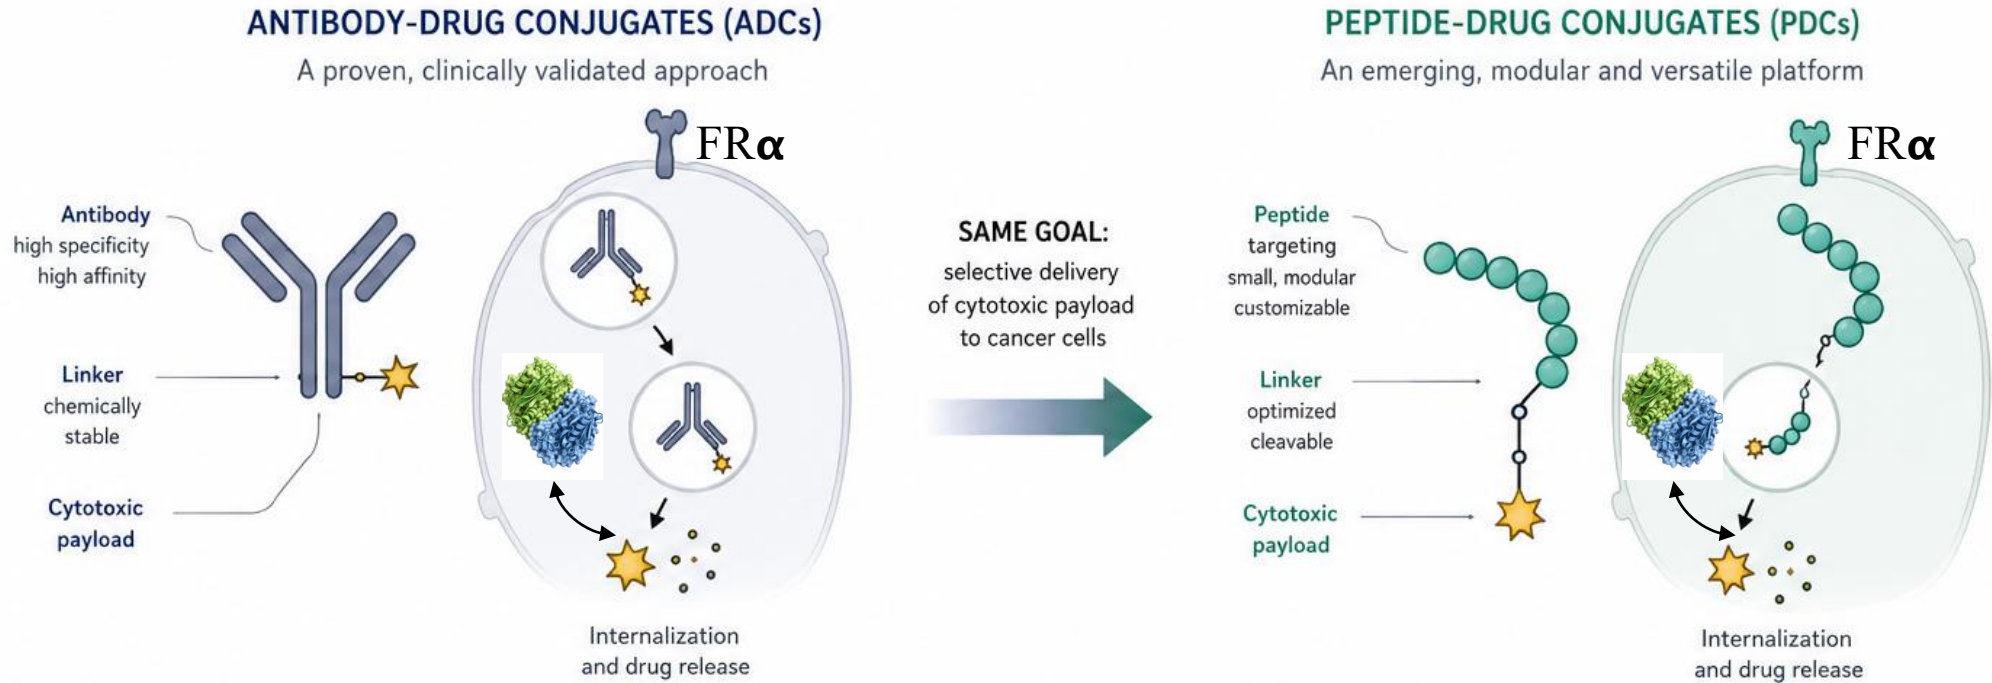 ANTIBODY-DRUG CONJUGATES (ADCs)
A proven, clinically validated approach
FRα
Antibody
high specificity
high affinity
Linker
chemically
stable
Cytotoxic
payload
Internalization
and drug release
SAME GOAL:
selective delivery
of cytotoxic payload
to cancer cells
PEPTIDE-DRUG CONJUGATES (PDCs)
An emerging, modular and versatile platform
FRα
Peptide
targeting
small, modular
customizable
Linker
optimized
cleavable
Cytotoxic
payload
Internalization
and drug release